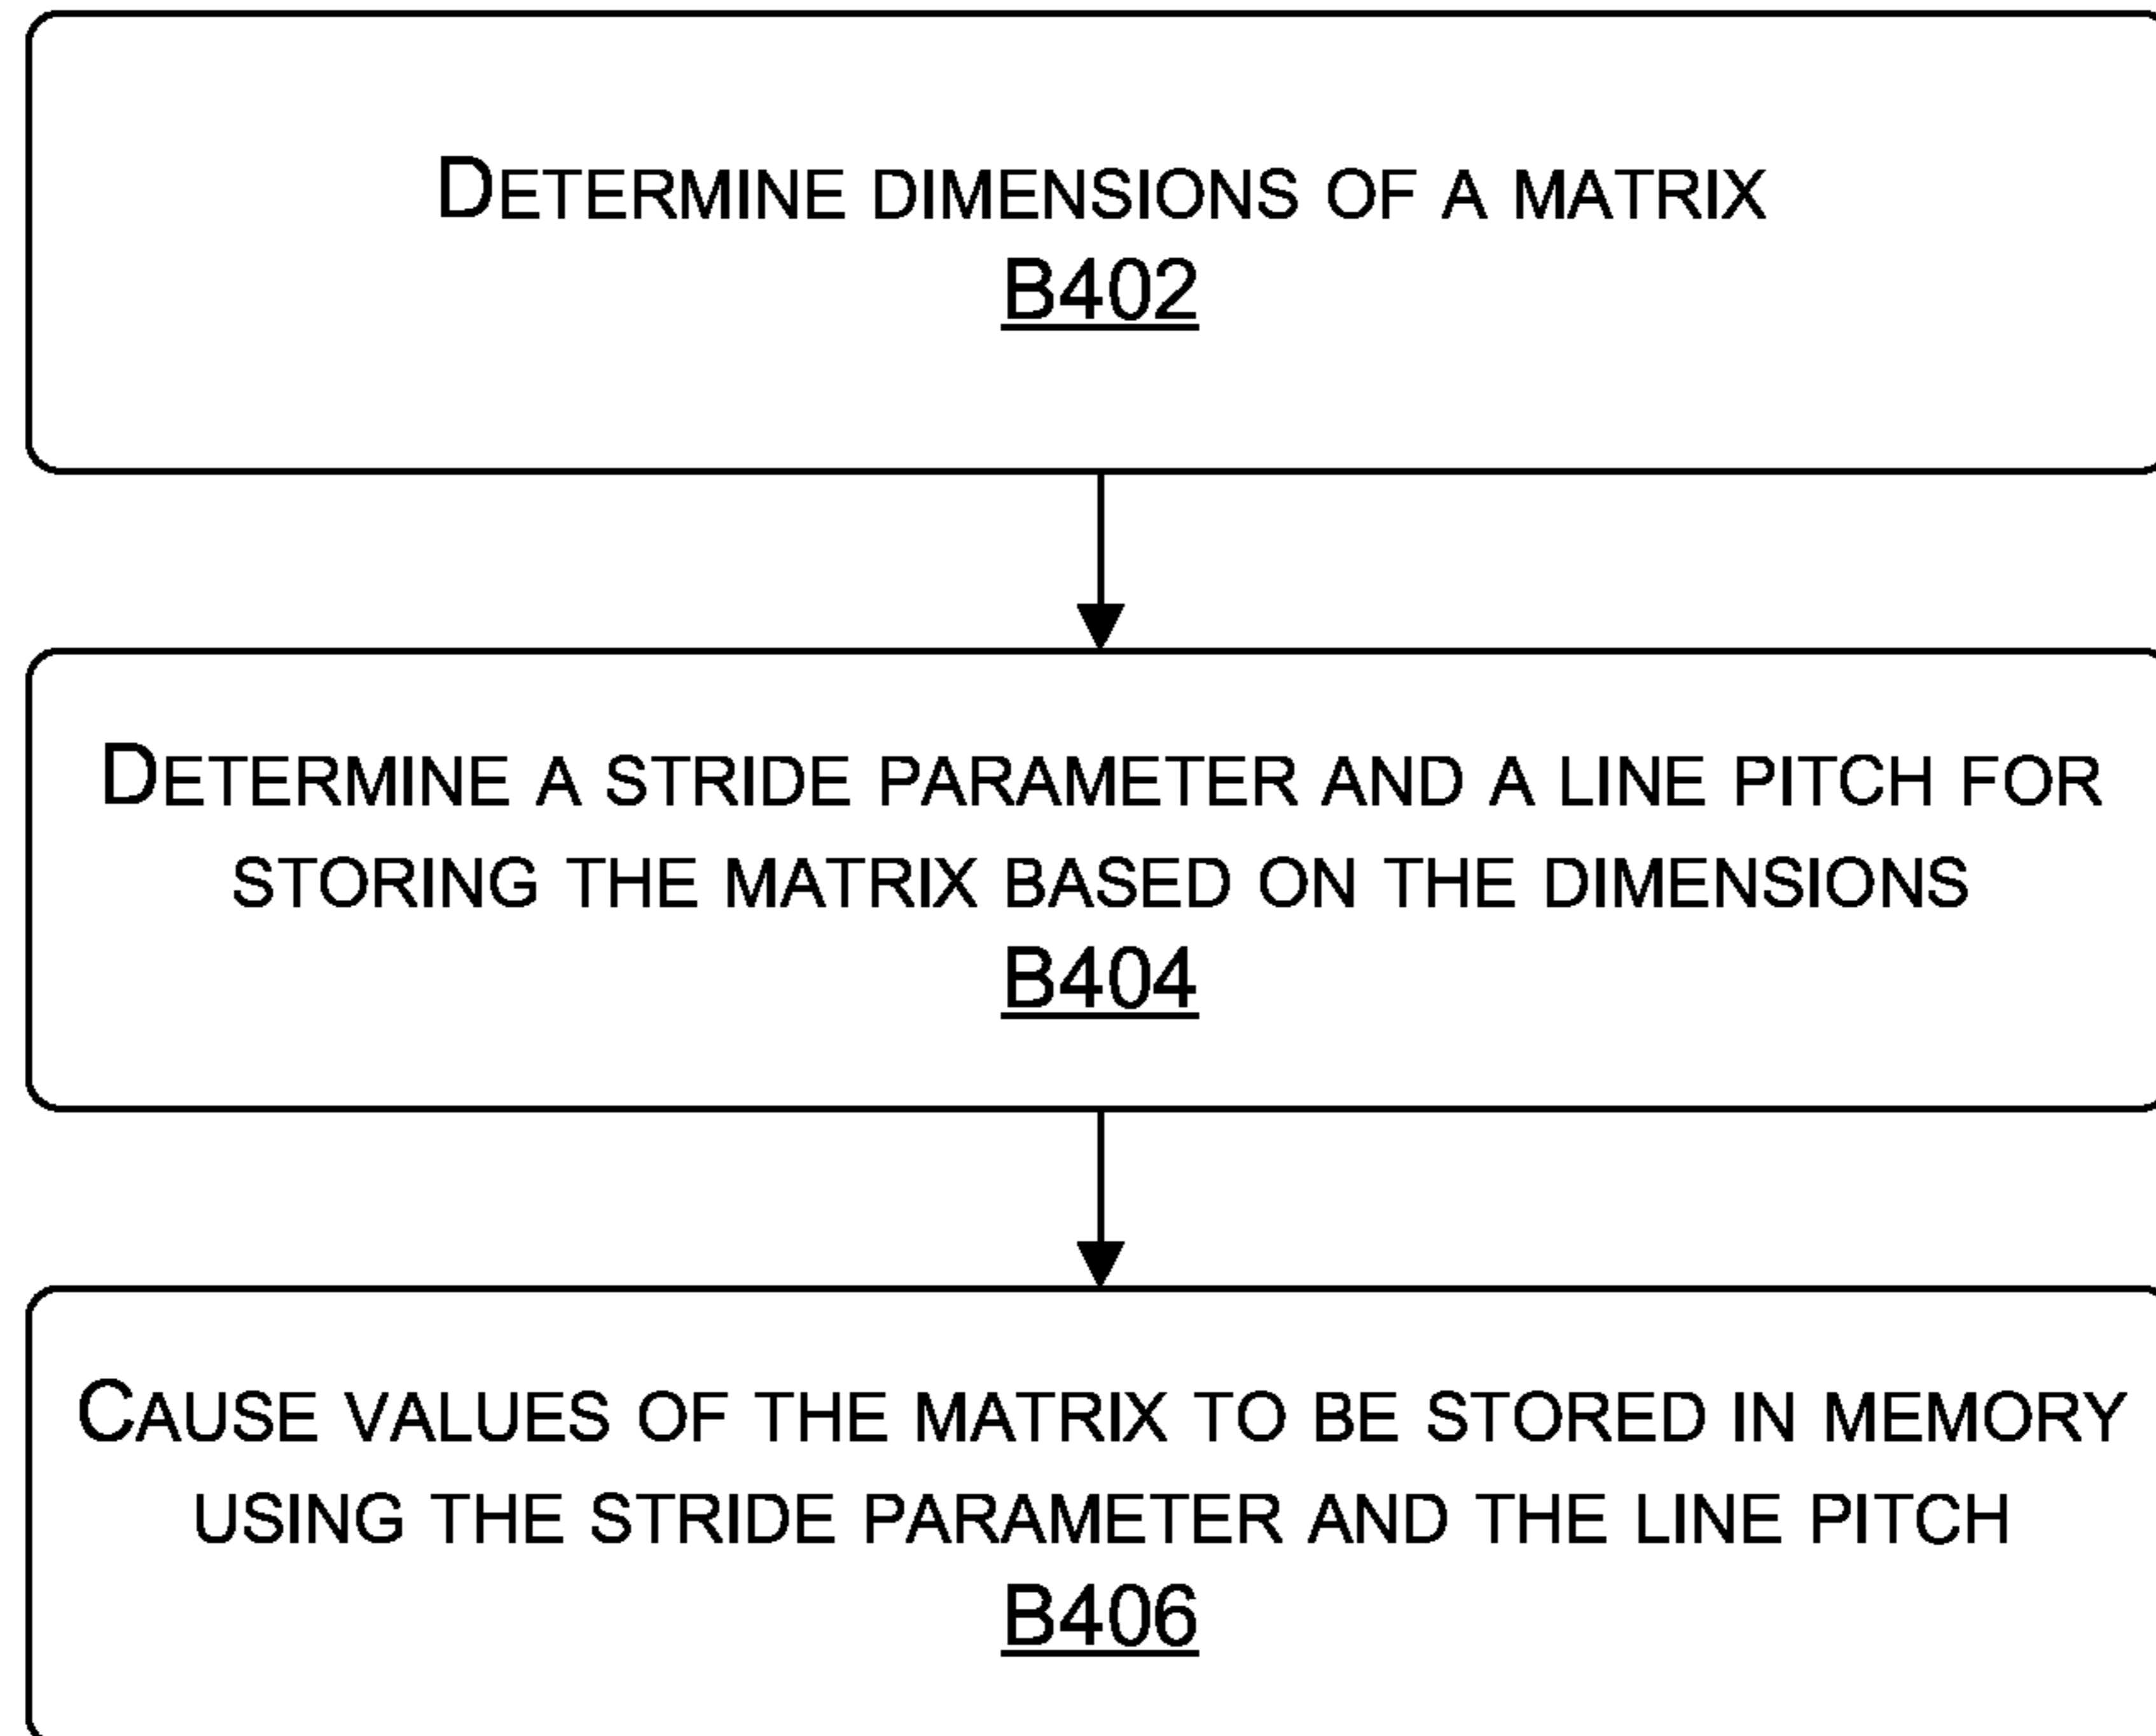 DETERMINE DIMENSIONS OF A MATRIX
B402
DETERMINE A STRIDE PARAMETER AND A LINE PITCH FOR
STORING THE MATRIX BASED ON THE DIMENSIONS
B404
CAUSE VALUES OF THE MATRIX TO BE STORED IN MEMORY
USING THE STRIDE PARAMETER AND THE LINE PITCH
B406